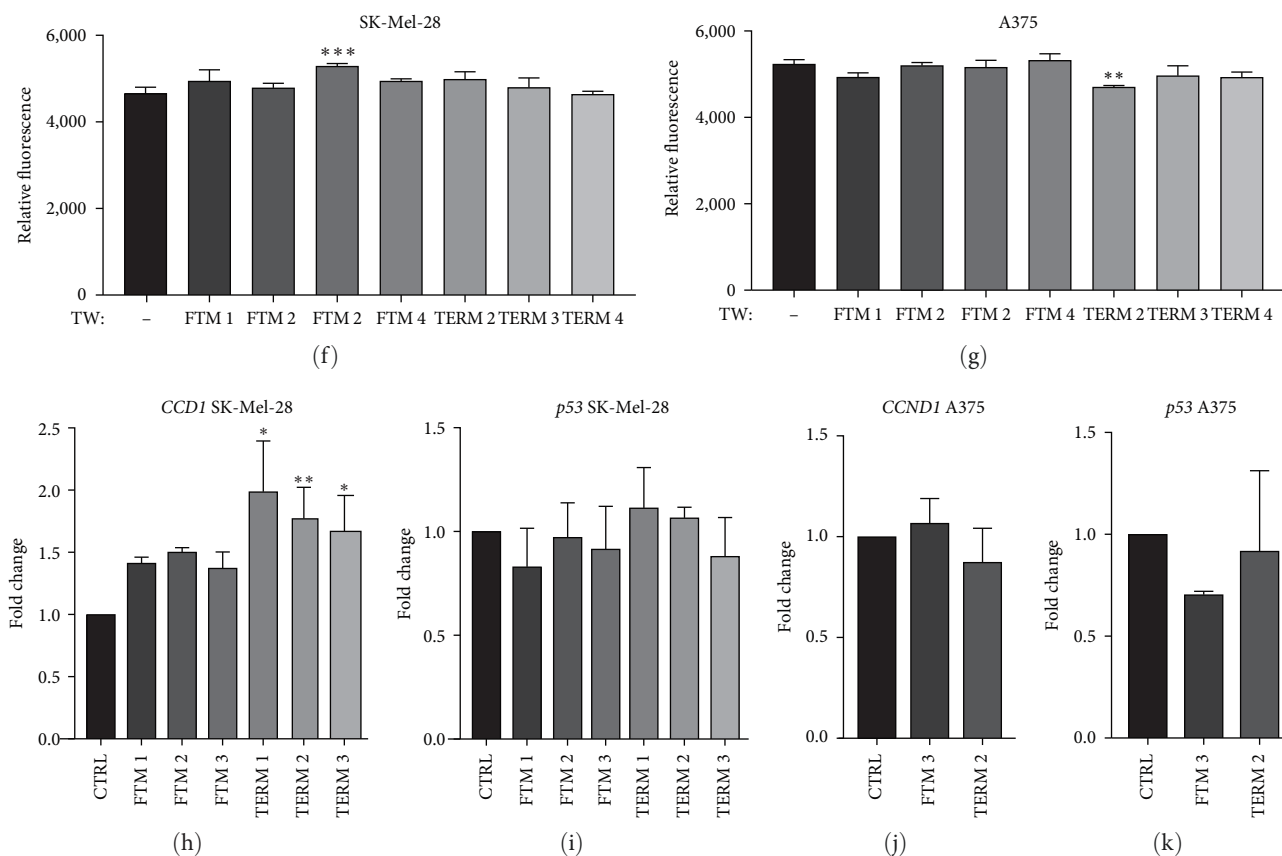 SK-Mel-28
6,000
4,000
2,000
0
Relative fluorescence
***
TW: – FTM 1 FTM 2 FTM 2 FTM 4 TERM 2 TERM 3 TERM 4
(f)
A375
6,000
4,000
2,000
0
Relative fluorescence
**
TW: – FTM 1 FTM 2 FTM 2 FTM 4 TERM 2 TERM 3 TERM 4
(g)
CCD1 SK-Mel-28
2.5
2.0
1.5
1.0
0.5
0.0
Fold change
* ** *
CTRL FTM 1 FTM 2 FTM 3 TERM 1 TERM 2 TERM 3
(h)
p53 SK-Mel-28
1.5
1.0
0.5
0.0
Fold change
CTRL FTM 1 FTM 2 FTM 3 TERM 1 TERM 2 TERM 3
(i)
CCND1 A375
1.5
1.0
0.5
0.0
Fold change
CTRL FTM 3 TERM 2
(j)
p53 A375
1.5
1.0
0.5
0.0
Fold change
CTRL FTM 3 TERM 2
(k)